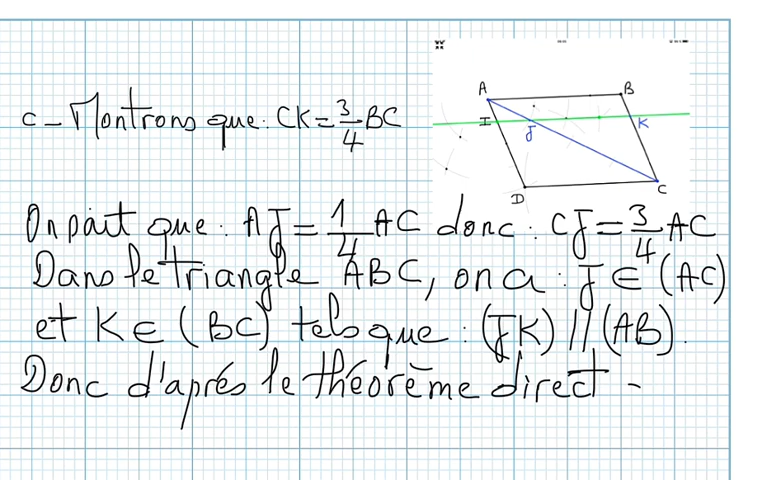 A
B
c - Montrons que : CK = 3/4 BC
I
J
K
D
C
On sait que : AJ = 1/4 AC donc : CJ = 3/4 AC
Dans le triangle ABC, on a : J ∈ (AC)
et K ∈ (BC) tels que : (JK) // (AB).
Donc d'après le théorème direct -